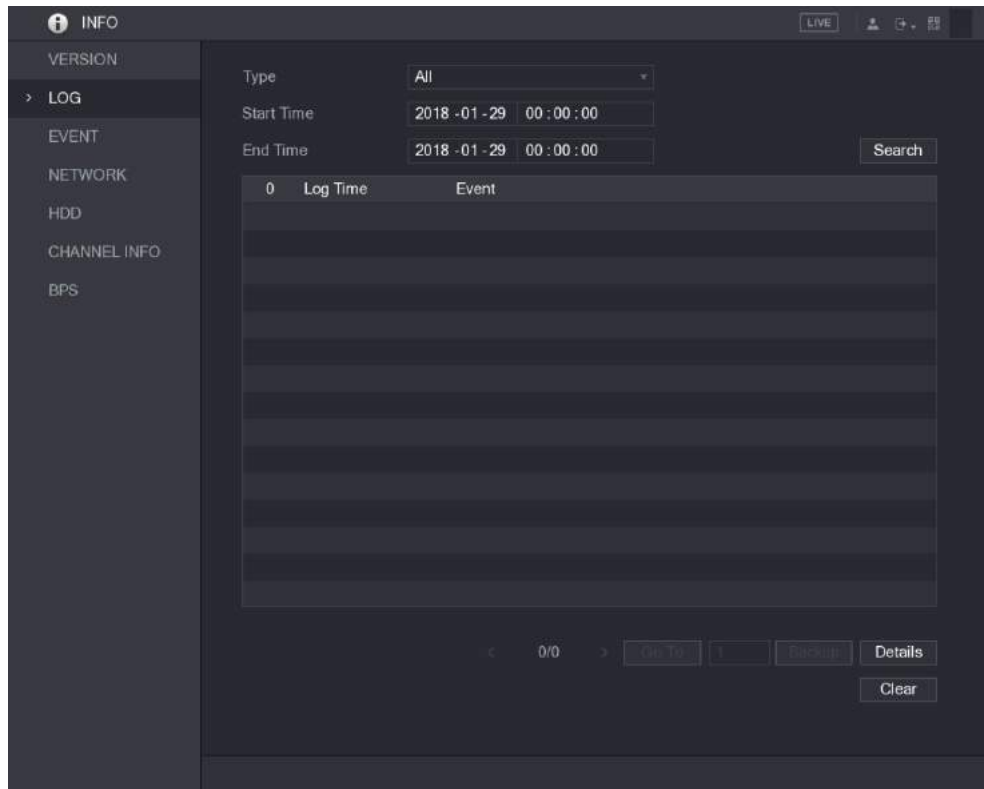 INFO
LIVE
VERSION
LOG
EVENT
NETWORK
HDD
CHANNEL INFO
BPS
Type All
Start Time 2018 -01 -29 00 : 00 : 00
End Time 2018 -01 -29 00 : 00 : 00
Search
0 Log Time Event
< 0/0 > Go To 1 Backup Details
Clear